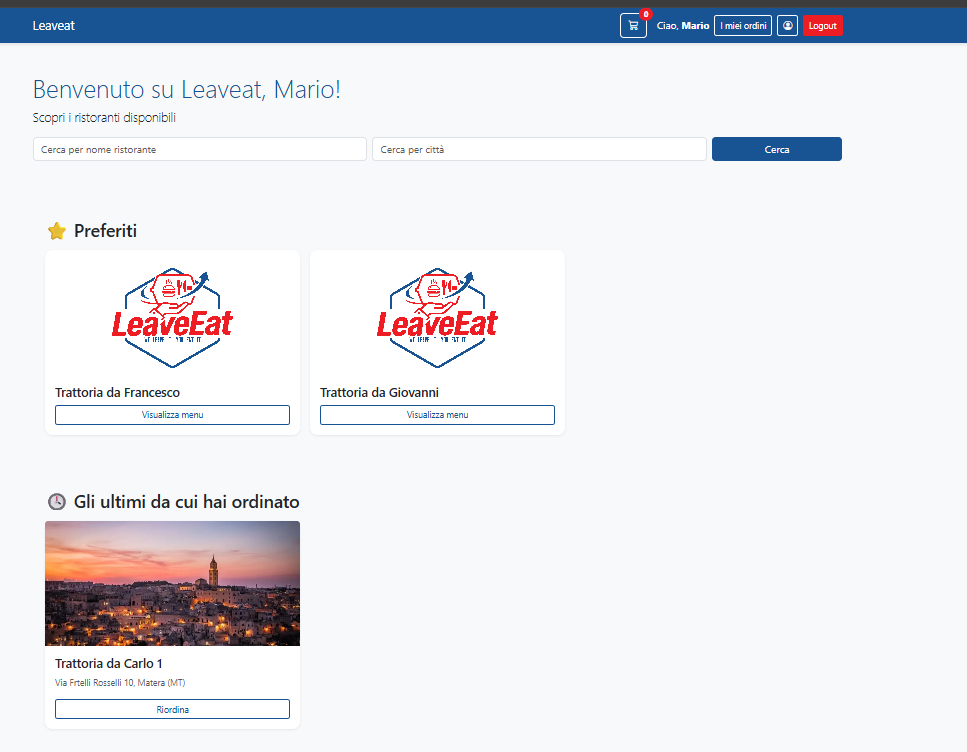 Leaveat
0
Ciao, Mario
I miei ordini
Logout
Benvenuto su Leaveat, Mario!
Scopri i ristoranti disponibili
Cerca per nome ristorante
Cerca per città
Cerca
Preferiti
LeaveEat
LeaveEat
Trattoria da Francesco
Visualizza menu
Trattoria da Giovanni
Visualizza menu
Gli ultimi da cui hai ordinato
Trattoria da Carlo 1
Via Frtelli Rosselli 10, Matera (MT)
Riordina